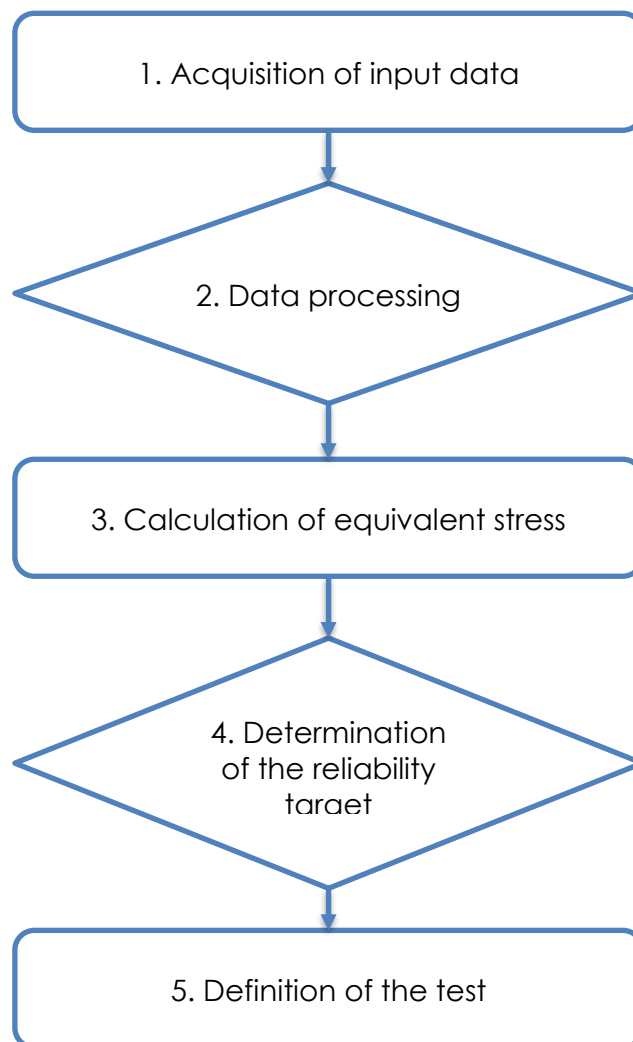 1. Acquisition of input data
2. Data processing
3. Calculation of equivalent stress
4. Determination
of the reliability
target
5. Definition of the test